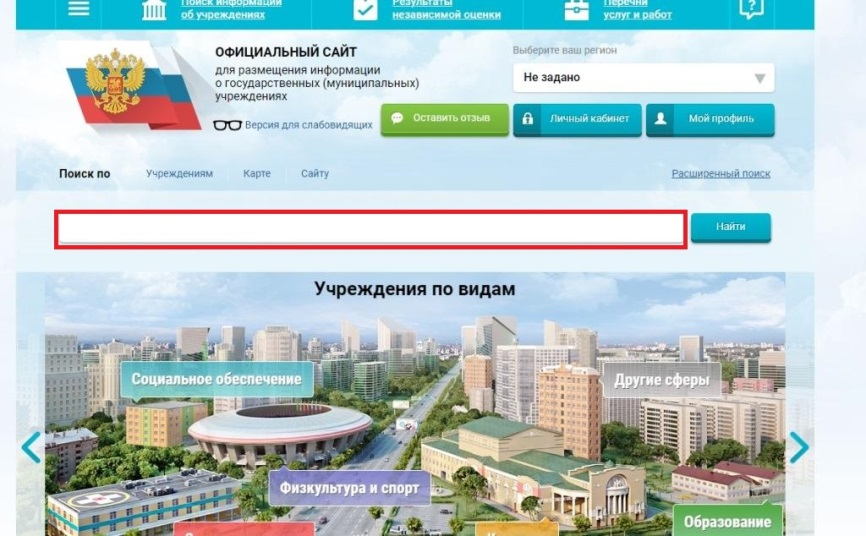 Поиск информации
об учреждениях
Результаты
независимой оценки
Перечни
услуг и работ
?
ОФИЦИАЛЬНЫЙ САЙТ
для размещения информации
о государственных (муниципальных)
учреждениях
Версия для слабовидящих
Выберите ваш регион
Не задано
Оставить отзыв
Личный кабинет
Мой профиль
Поиск по
Учреждениям
Карте
Сайту
Расширенный поиск
Найти
Учреждения по видам
Социальное обеспечение
Другие сферы
Физкультура и спорт
Образование